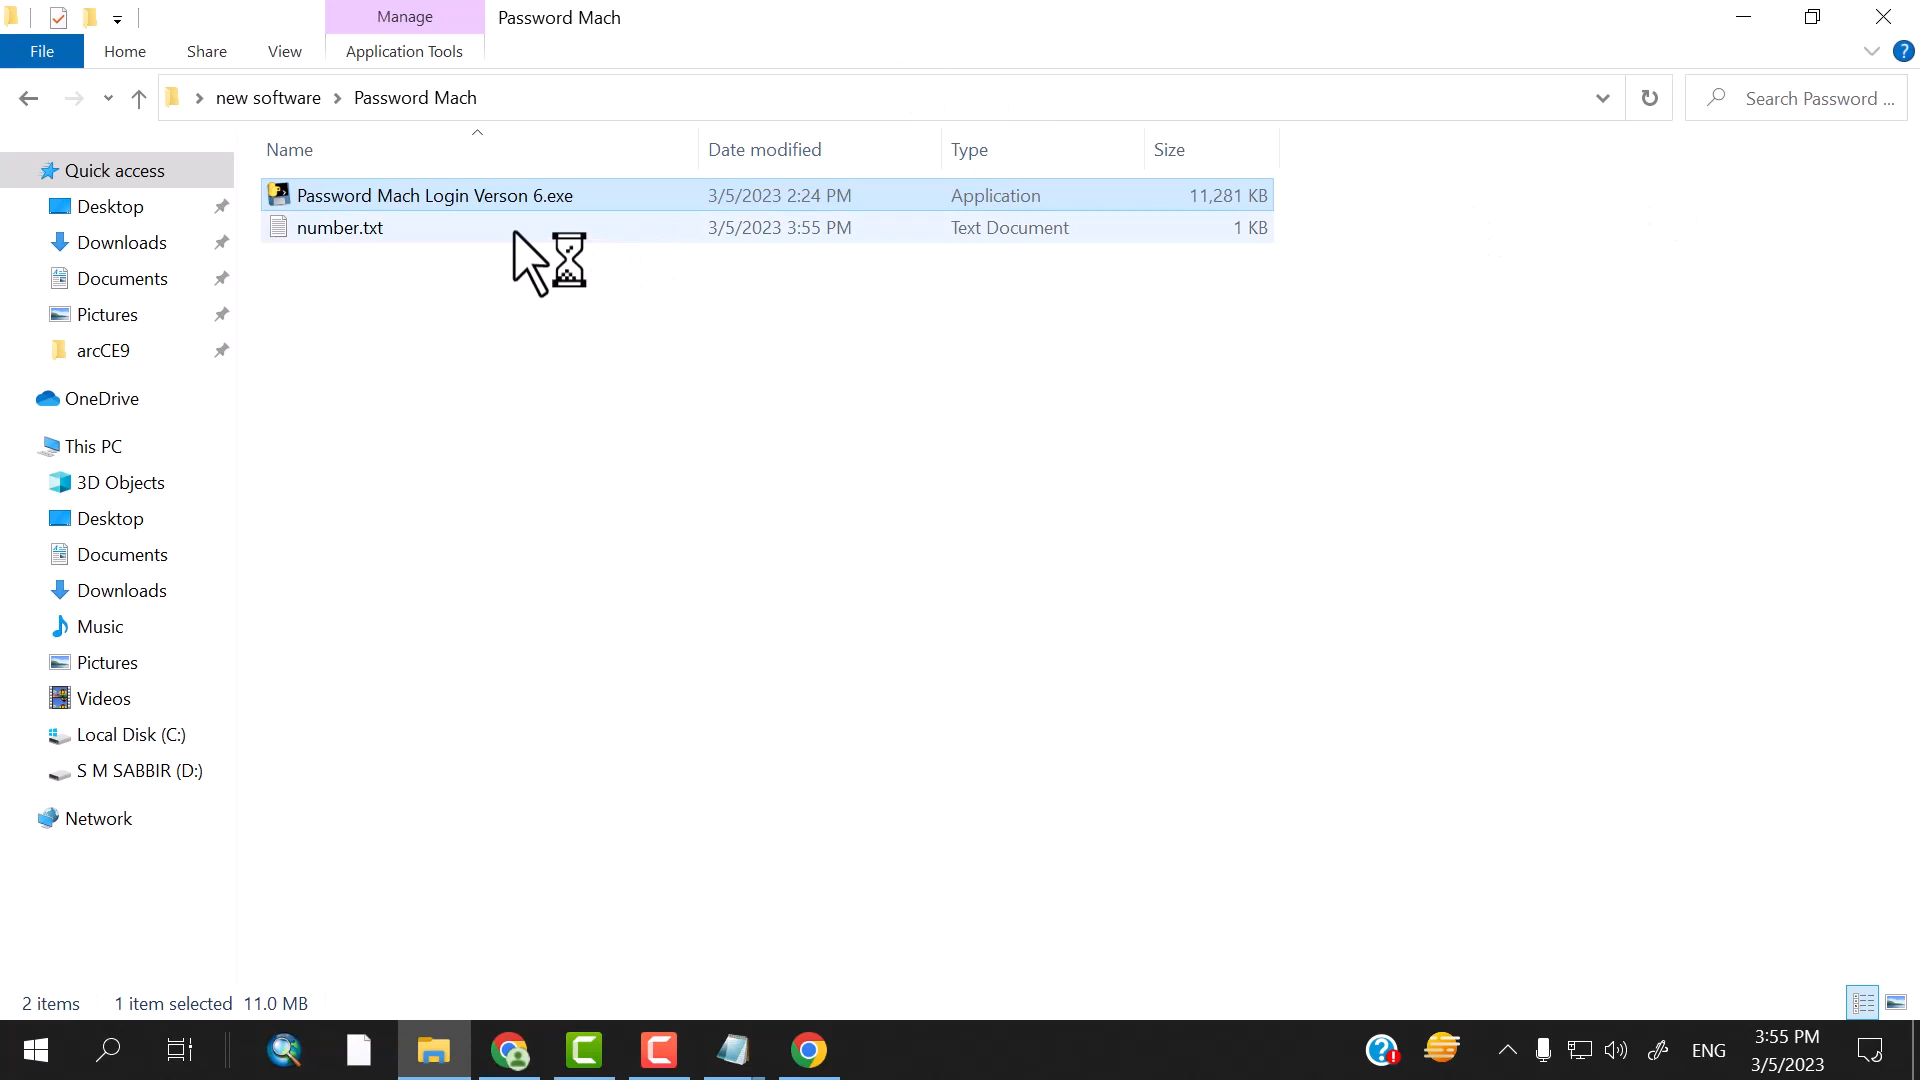 Manage
Password Mach
File
Home
Share
View
Application Tools
new software
Password Mach
Search Password ...
Name
Date modified
Type
Size
Password Mach Login Verson 6.exe
3/5/2023 2:24 PM
Application
11,281 KB
number.txt
3/5/2023 3:55 PM
Text Document
1 KB
Quick access
Desktop
Downloads
Documents
Pictures
arcCE9
OneDrive
This PC
3D Objects
Desktop
Documents
Downloads
Music
Pictures
Videos
Local Disk (C:)
S M SABBIR (D:)
Network
2 items
1 item selected 11.0 MB
ENG
3:55 PM
3/5/2023